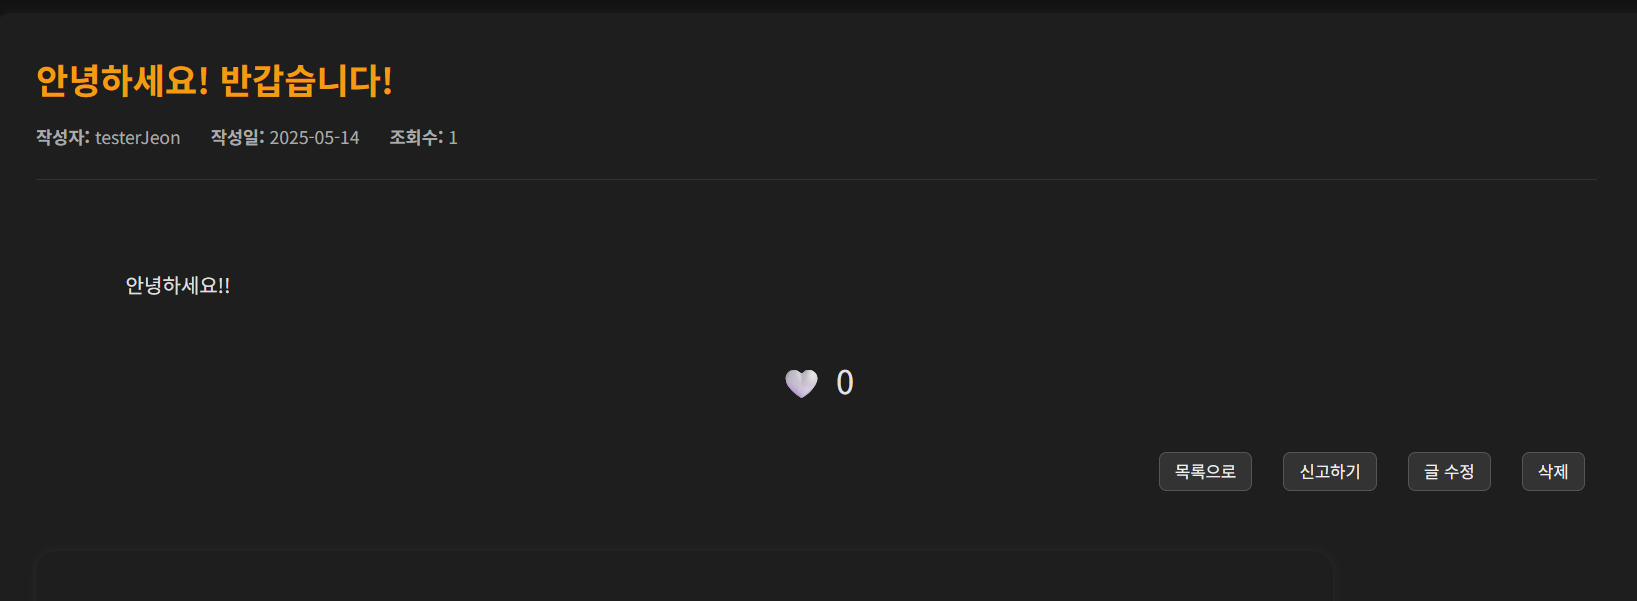 안녕하세요! 반갑습니다!
작성자: testerJeon 작성일: 2025-05-14 조회수: 1
안녕하세요!!
0
목록으로 신고하기 글 수정 삭제